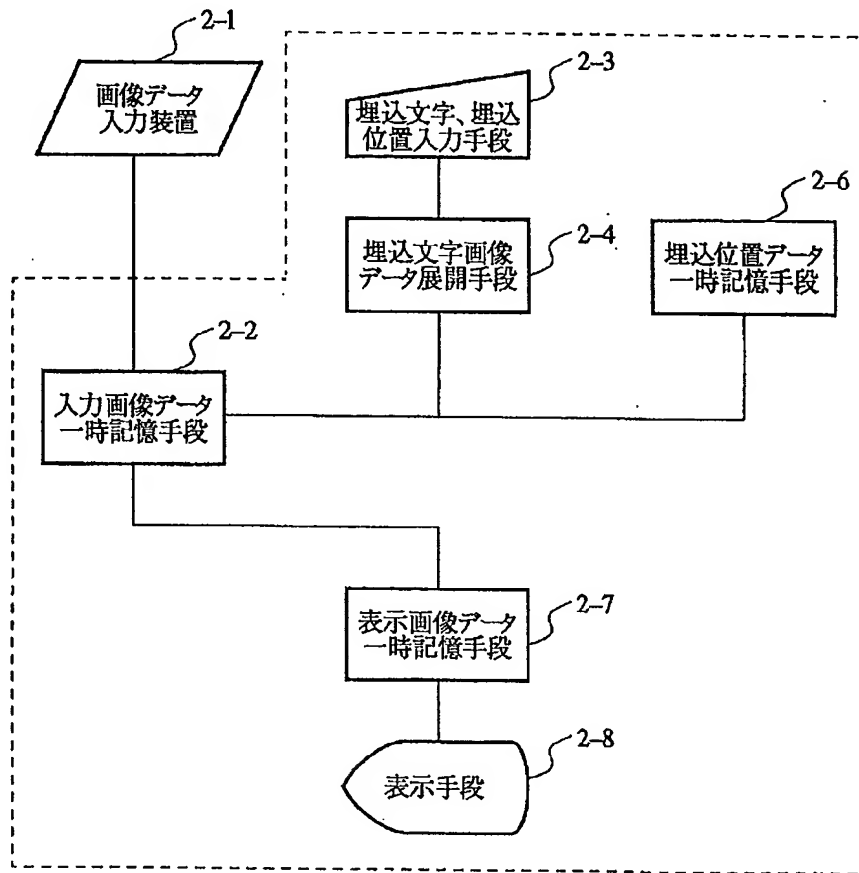 2-1
画像データ
入力装置
2-3
埋込文字、埋込
位置入力手段
2-6
埋込位置データ
一時記憶手段
2-4
埋込文字画像
データ展開手段
2-2
入力画像データ
一時記憶手段
2-7
表示画像データ
一時記憶手段
2-8
表示手段